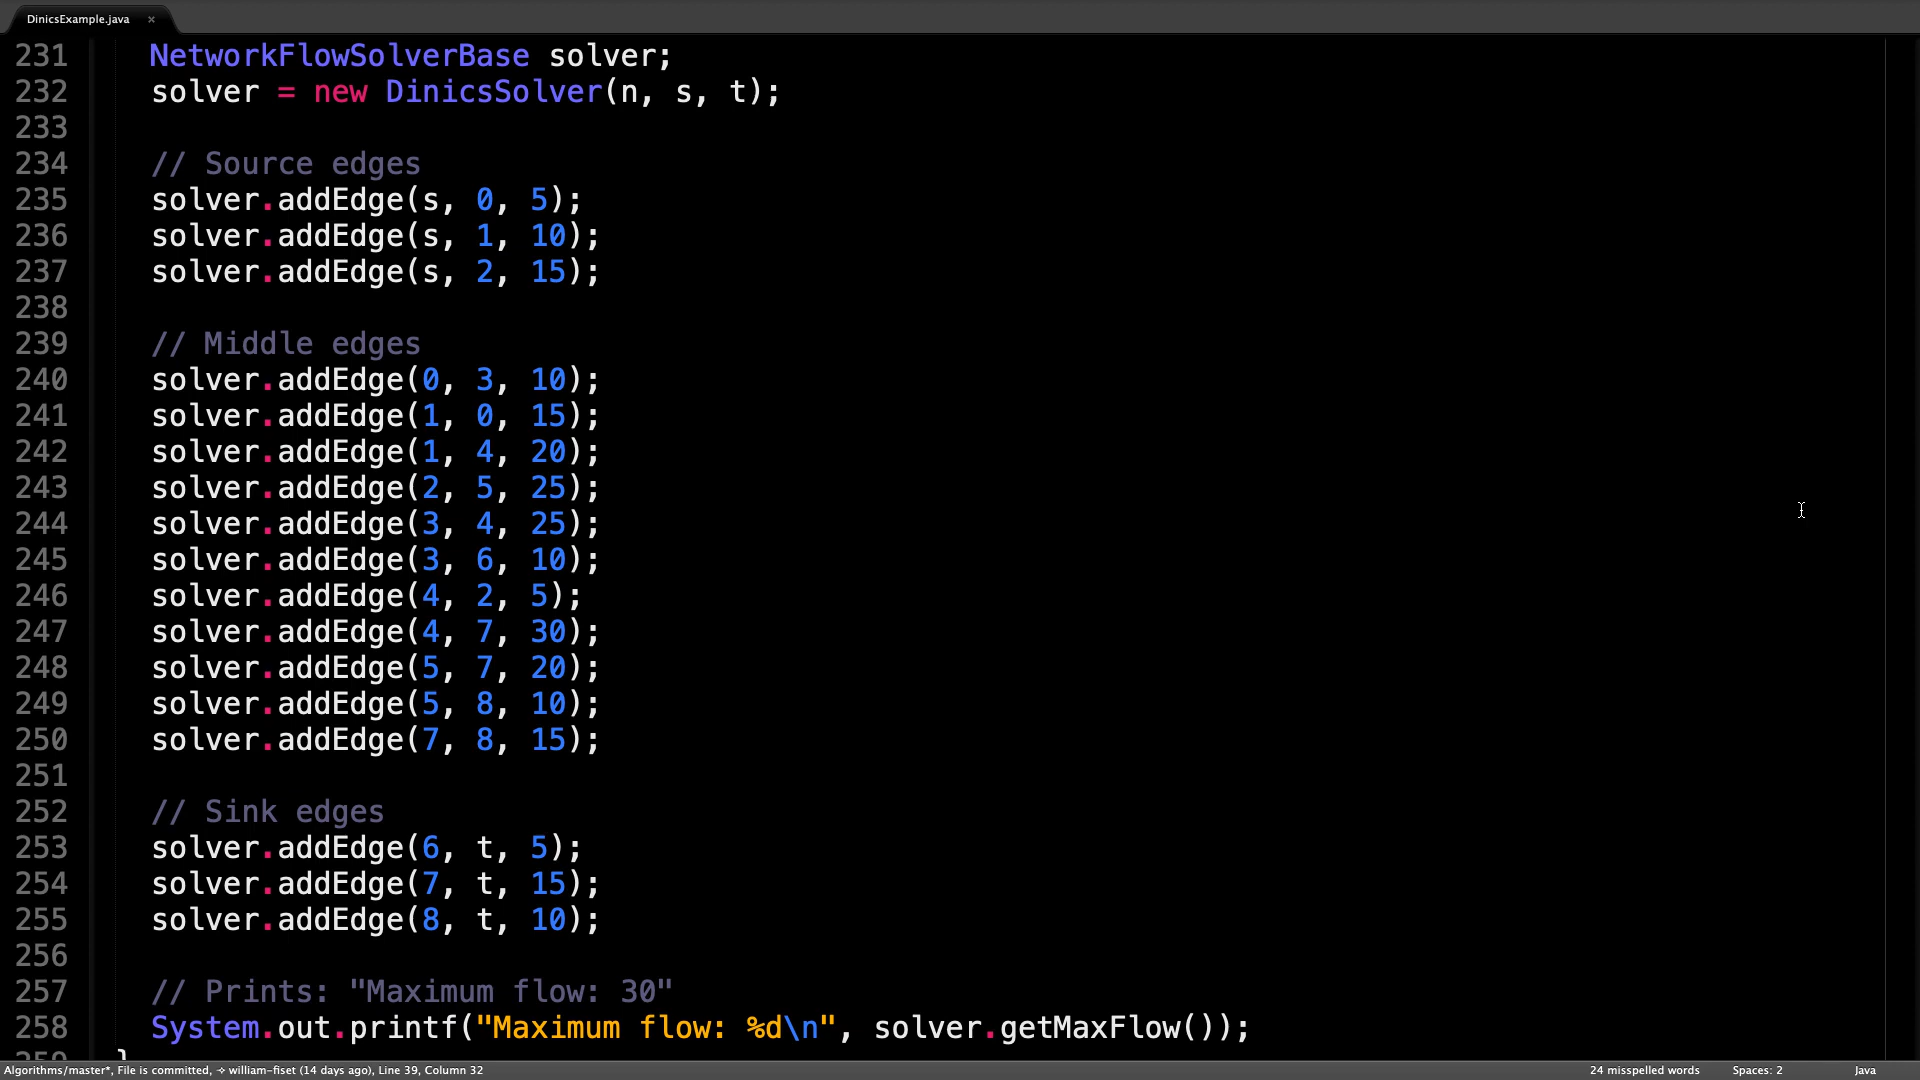 DinicsExample.java ×
231 NetworkFlowSolverBase solver;
232 solver = new DinicsSolver(n, s, t);
233
234 // Source edges
235 solver.addEdge(s, 0, 5);
236 solver.addEdge(s, 1, 10);
237 solver.addEdge(s, 2, 15);
238
239 // Middle edges
240 solver.addEdge(0, 3, 10);
241 solver.addEdge(1, 0, 15);
242 solver.addEdge(1, 4, 20);
243 solver.addEdge(2, 5, 25);
244 solver.addEdge(3, 4, 25);
245 solver.addEdge(3, 6, 10);
246 solver.addEdge(4, 2, 5);
247 solver.addEdge(4, 7, 30);
248 solver.addEdge(5, 7, 20);
249 solver.addEdge(5, 8, 10);
250 solver.addEdge(7, 8, 15);
251
252 // Sink edges
253 solver.addEdge(6, t, 5);
254 solver.addEdge(7, t, 15);
255 solver.addEdge(8, t, 10);
256
257 // Prints: "Maximum flow: 30"
258 System.out.printf("Maximum flow: %d\n", solver.getMaxFlow());
259 }
Algorithms/master*, File is committed, ⊹ william-fiset (14 days ago), Line 39, Column 32 24 misspelled words Spaces: 2 Java